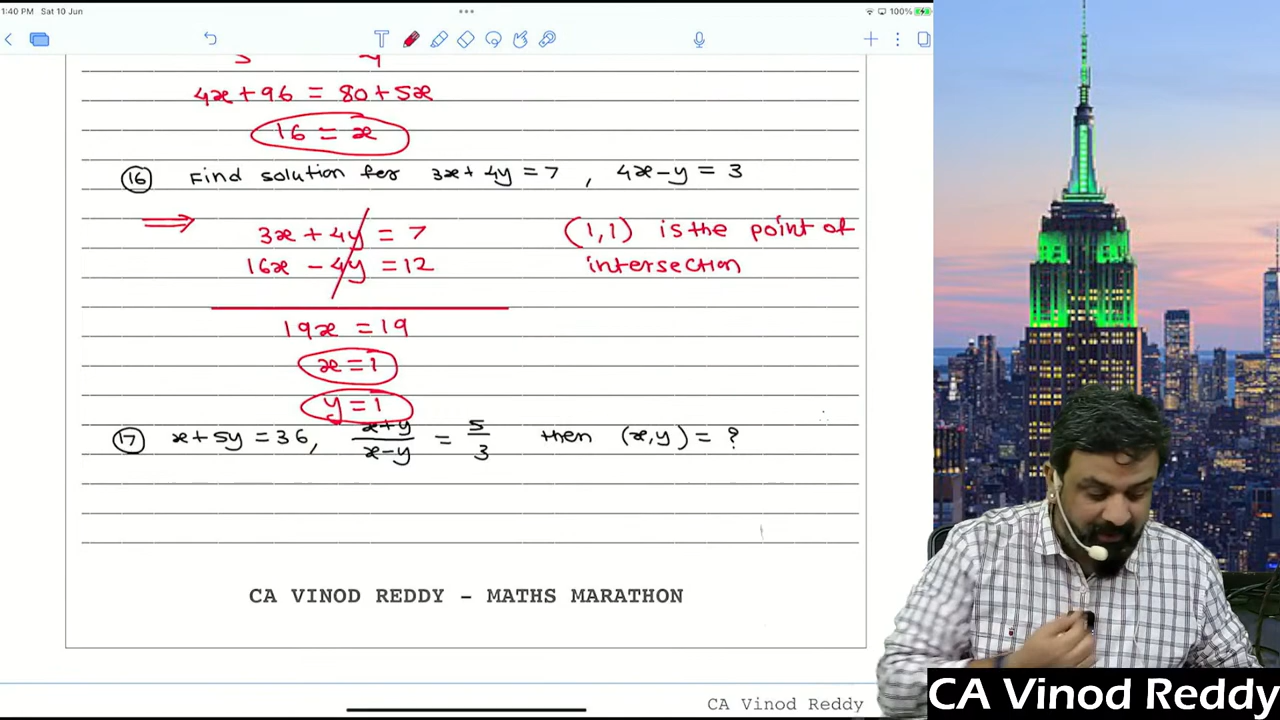 1:40 PM Sat 10 Jun
100%
4x+96 = 80+5x
16 = x
16 Find solution for 3x+4y = 7 , 4x-y = 3
3x + 4y = 7
16x - 4y = 12
(1,1) is the point of
intersection
19x = 19
x = 1
y = 1
17 x+5y = 36, x+y/x-y = 5/3 then (x,y) = ?
CA VINOD REDDY - MATHS MARATHON
CA Vinod Reddy
CA Vinod Reddy